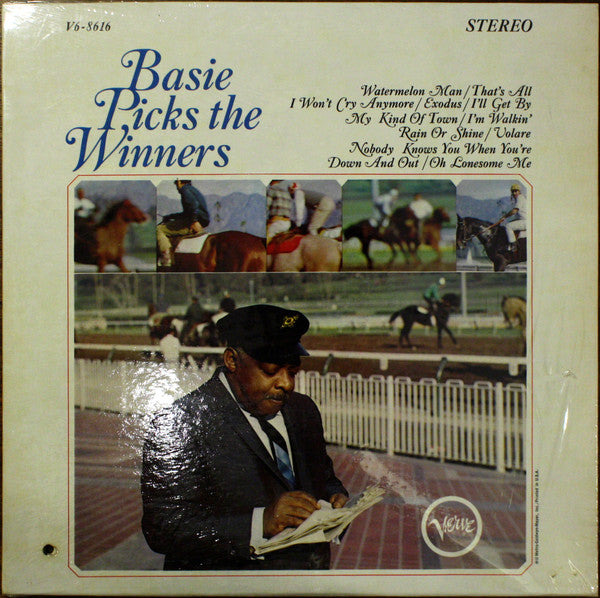 V6-8616
STEREO
Basie
Picks the
Winners
Watermelon Man/That's All
I Won't Cry Anymore/Exodus/I'll Get By
My Kind Of Town/I'm Walkin'
Rain Or Shine/Volare
Nobody Knows You When You're
Down And Out/Oh Lonesome Me
Verve